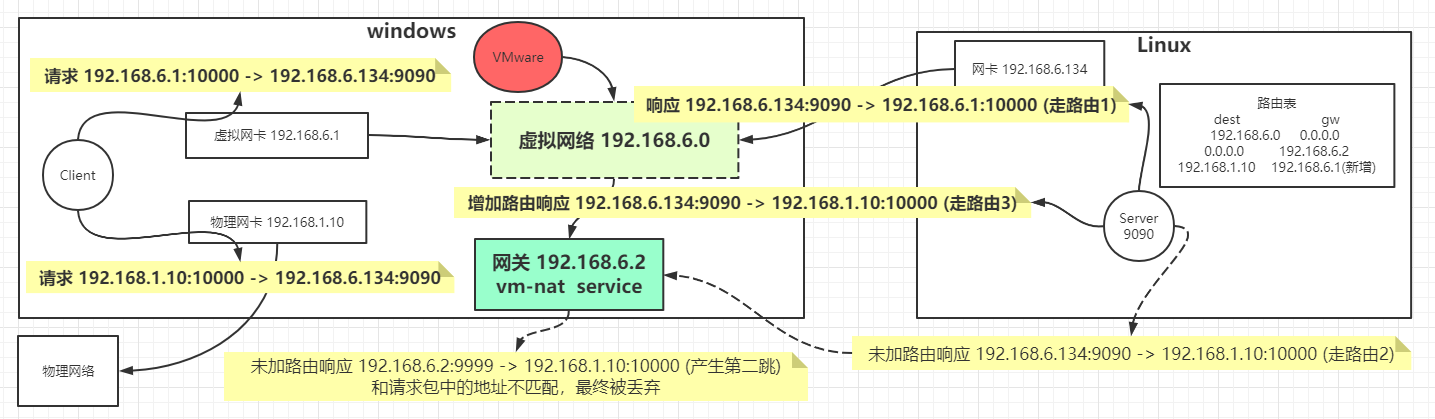 windows
VMware
请求 192.168.6.1:10000 -> 192.168.6.134:9090
虚拟网卡 192.168.6.1
Client
物理网卡 192.168.1.10
请求 192.168.1.10:10000 -> 192.168.6.134:9090
物理网络
虚拟网络 192.168.6.0
网关 192.168.6.2
vm-nat service
未加路由响应 192.168.6.2:9999 -> 192.168.1.10:10000 (产生第二跳)
和请求包中的地址不匹配，最终被丢弃
Linux
网卡 192.168.6.134
响应 192.168.6.134:9090 -> 192.168.6.1:10000 (走路由1)
路由表
dest gw
192.168.6.0 0.0.0.0
0.0.0.0 192.168.6.2
192.168.1.10 192.168.6.1(新增)
增加路由响应 192.168.6.134:9090 -> 192.168.1.10:10000 (走路由3)
Server
9090
未加路由响应 192.168.6.134:9090 -> 192.168.1.10:10000 (走路由2)